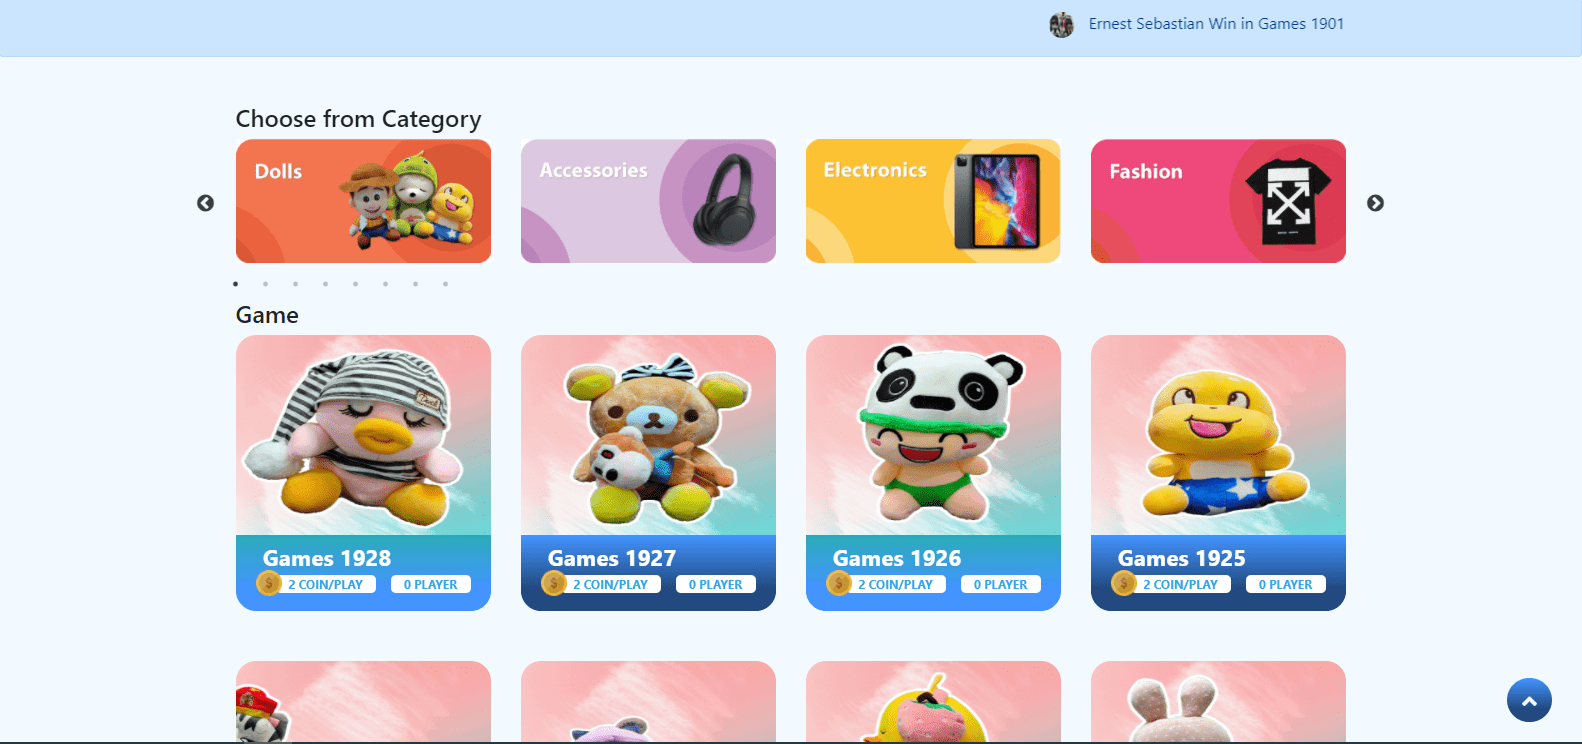 Ernest Sebastian Win in Games 1901
Choose from Category
Dolls
Accessories
Electronics
Fashion
Game
Games 1928
2 COIN/PLAY
0 PLAYER
Games 1927
2 COIN/PLAY
0 PLAYER
Games 1926
2 COIN/PLAY
0 PLAYER
Games 1925
2 COIN/PLAY
0 PLAYER